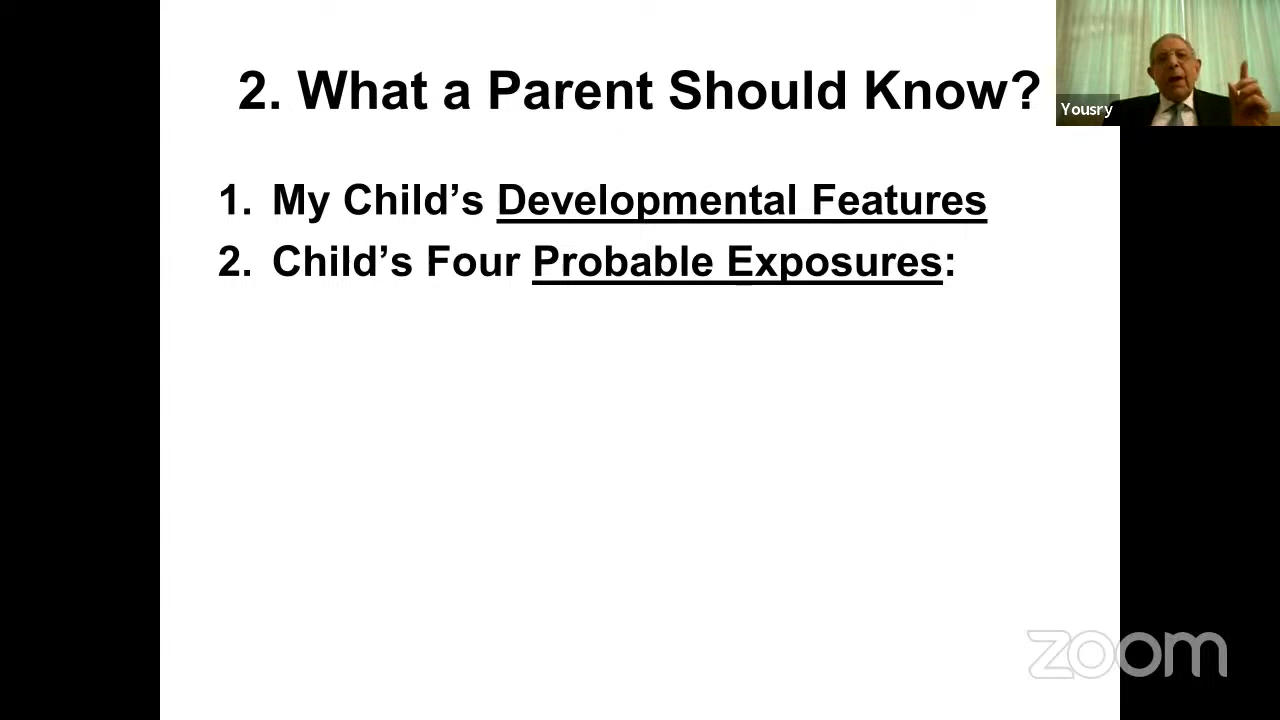 2. What a Parent Should Know?
Yousry
1. My Child’s Developmental Features
2. Child’s Four Probable Exposures:
zoom